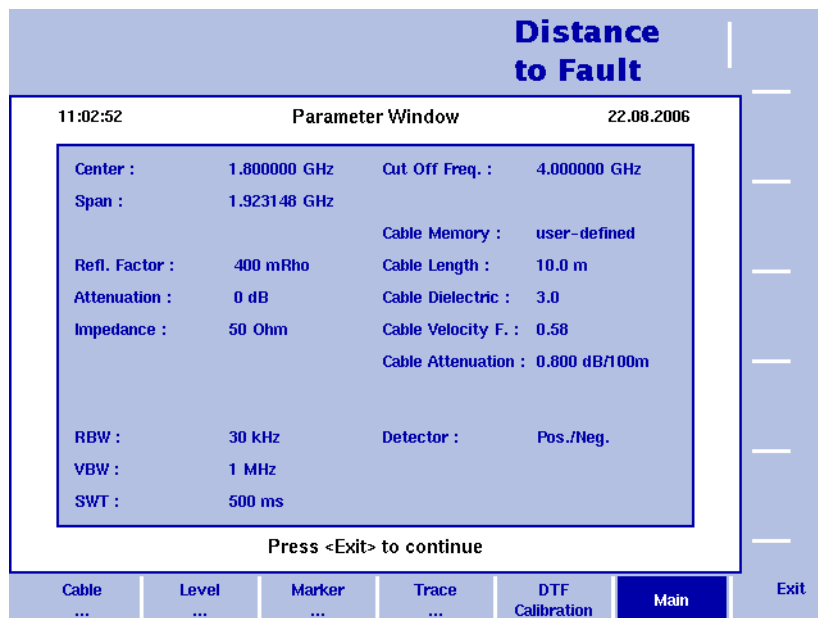 Distance
to Fault
11:02:52 Parameter Window 22.08.2006
Center : 1.800000 GHz Cut Off Freq. : 4.000000 GHz
Span : 1.923148 GHz
Cable Memory : user-defined
Refl. Factor : 400 mRho Cable Length : 10.0 m
Attenuation : 0 dB Cable Dielectric : 3.0
Impedance : 50 Ohm Cable Velocity F. : 0.58
Cable Attenuation : 0.800 dB/100m
RBW : 30 kHz Detector : Pos./Neg.
VBW : 1 MHz
SWT : 500 ms
Press <Exit> to continue
Cable Level Marker Trace DTF Main Exit
... ... ... ... Calibration